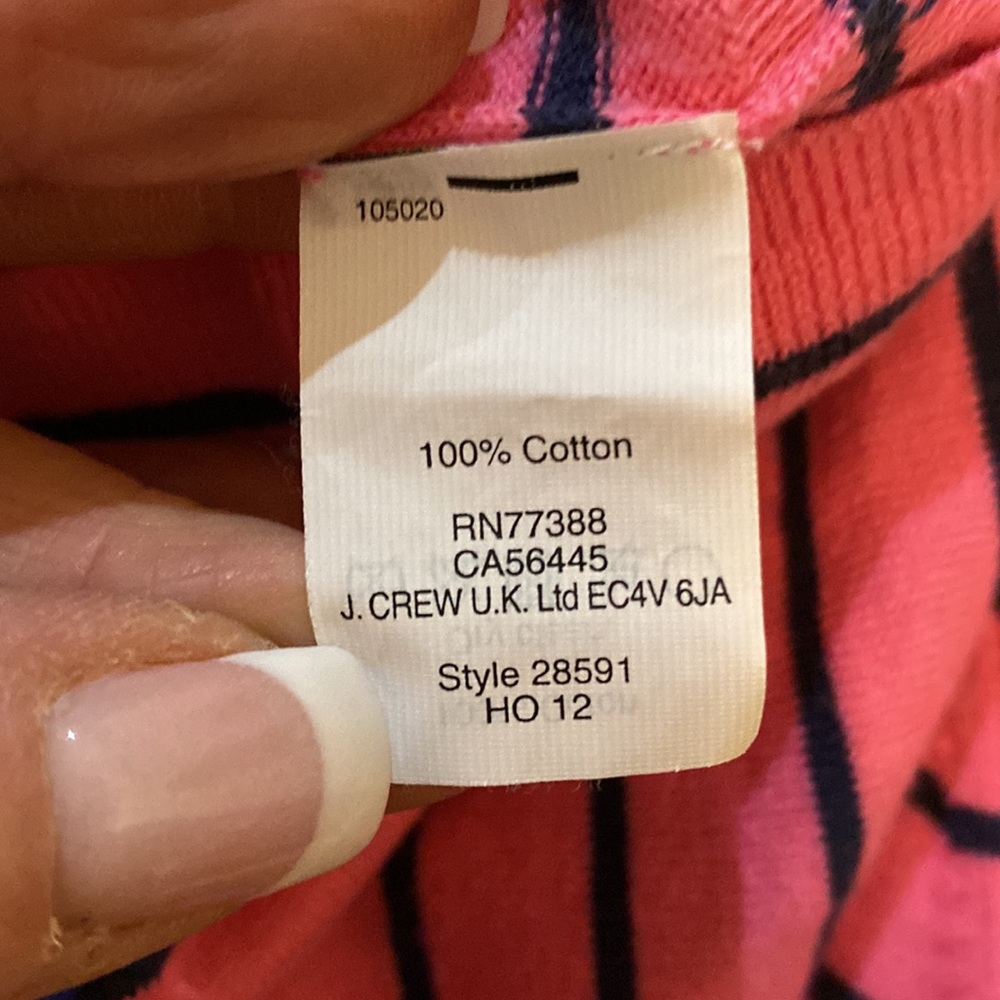 105020
100% Cotton
RN77388
CA56445
J. CREW U.K. Ltd EC4V 6JA
Style 28591
HO 12